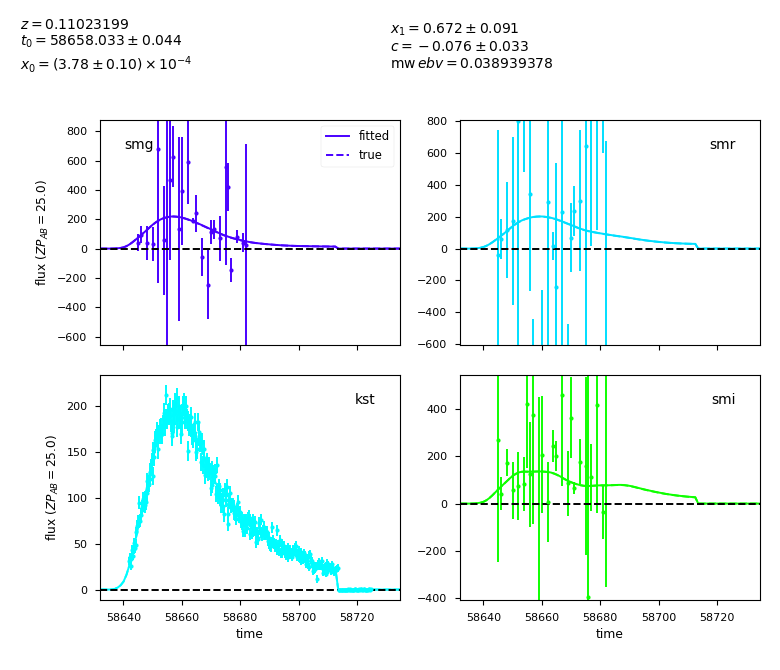 z = 0.11023199
t0 = 58658.033 ± 0.044
x0 = (3.78 ± 0.10) × 10⁻⁴
x1 = 0.672 ± 0.091
c = −0.076 ± 0.033
mw ebv = 0.038939378
smg
fitted
true
800
600
400
200
0
−200
−400
−600
flux (ZP_AB = 25.0)
smr
800
600
400
200
0
−200
−400
−600
kst
200
150
100
50
0
flux (ZP_AB = 25.0)
58640 58660 58680 58700 58720
time
smi
400
200
0
−200
−400
58640 58660 58680 58700 58720
time